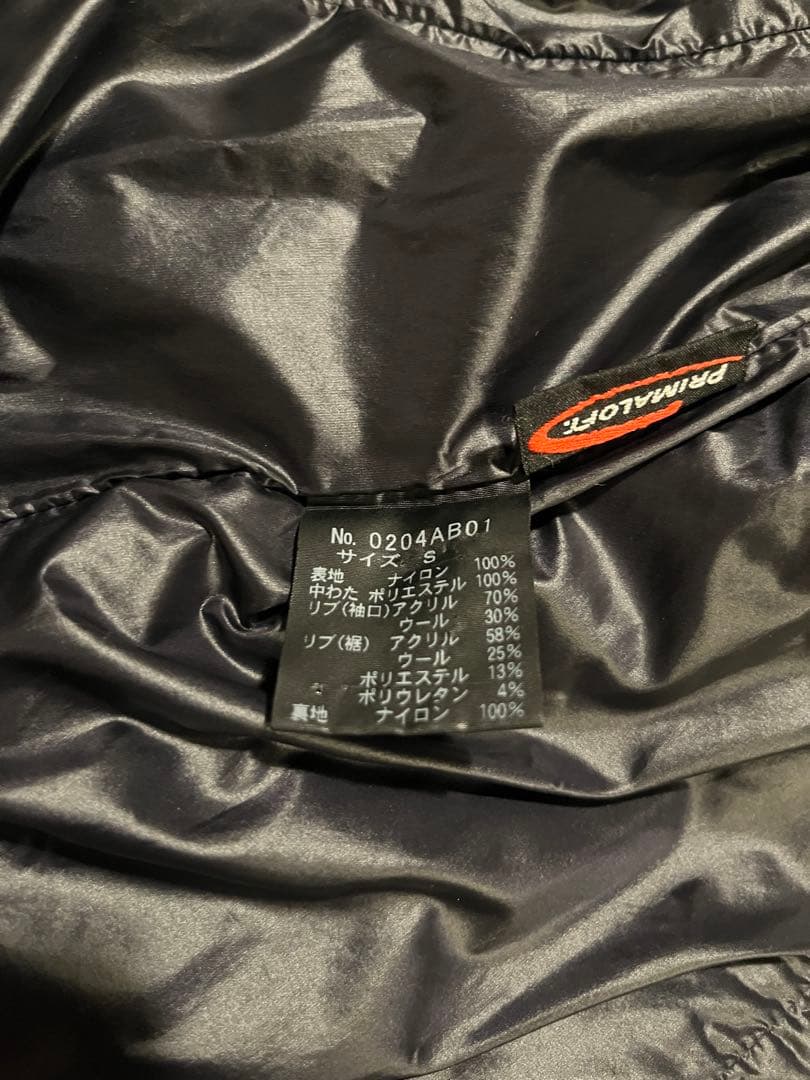 PRIMALOFT.
No. 0204AB01
サイズ S
表地 ナイロン 100%
中わた ポリエステル 100%
リブ(袖口) アクリル 70%
ウール 30%
リブ(裾) アクリル 58%
ウール 25%
ポリエステル 13%
ポリウレタン 4%
裏地 ナイロン 100%